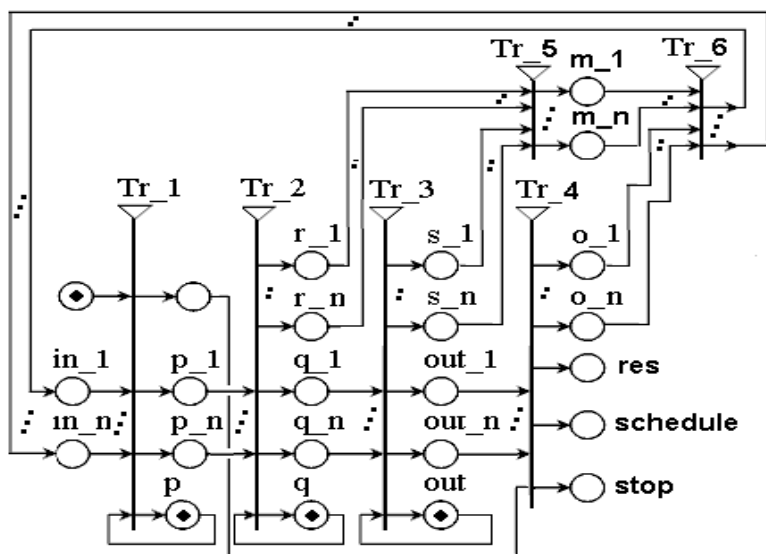 Tr_5 m_1 Tr_6
m_n
Tr_1 Tr_2 Tr_3 Tr_4
r_1 s_1 o_1
r_n s_n o_n
in_1 p_1 q_1 out_1 res
in_n p_n q_n out_n schedule
p q out stop